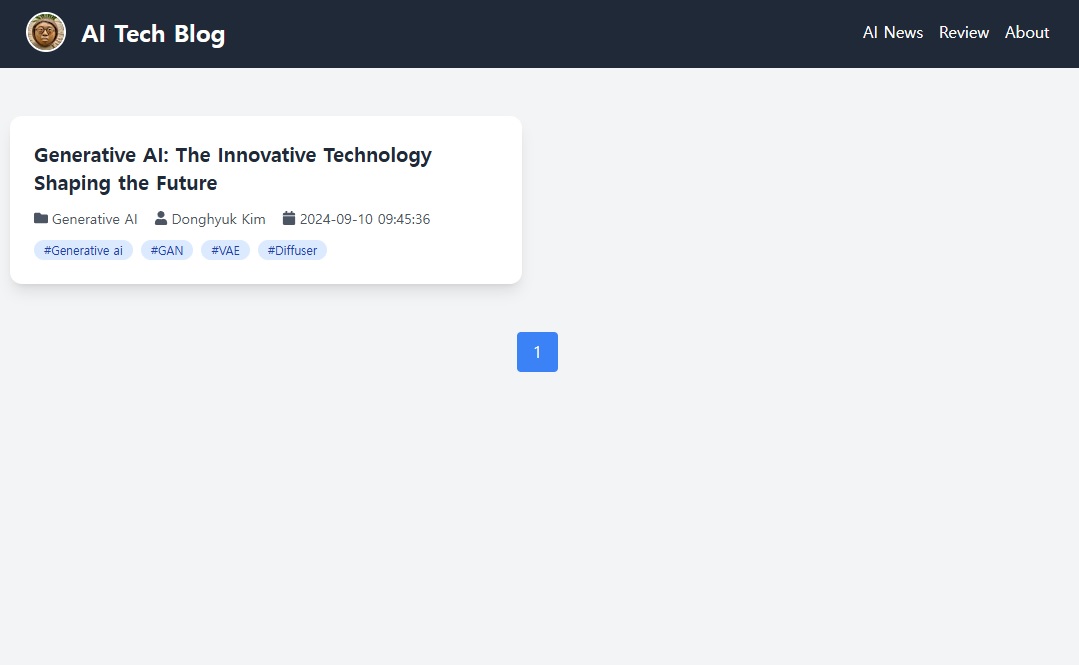 AI Tech Blog
AI News Review About
Generative AI: The Innovative Technology
Shaping the Future
Generative AI Donghyuk Kim 2024-09-10 09:45:36
#Generative ai #GAN #VAE #Diffuser
1